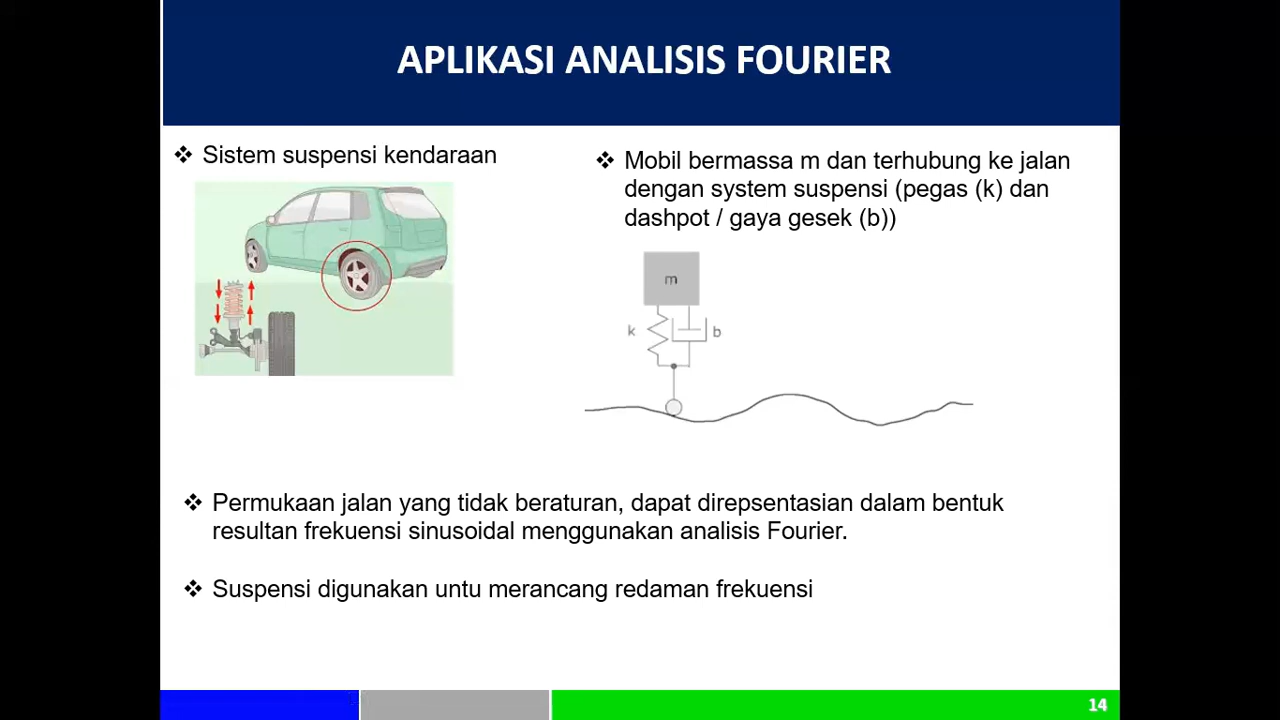 APLIKASI ANALISIS FOURIER
❖ Sistem suspensi kendaraan
❖ Mobil bermassa m dan terhubung ke jalan
dengan system suspensi (pegas (k) dan
dashpot / gaya gesek (b))
m
k
b
❖ Permukaan jalan yang tidak beraturan, dapat direpsentasian dalam bentuk
resultan frekuensi sinusoidal menggunakan analisis Fourier.
❖ Suspensi digunakan untu merancang redaman frekuensi
14